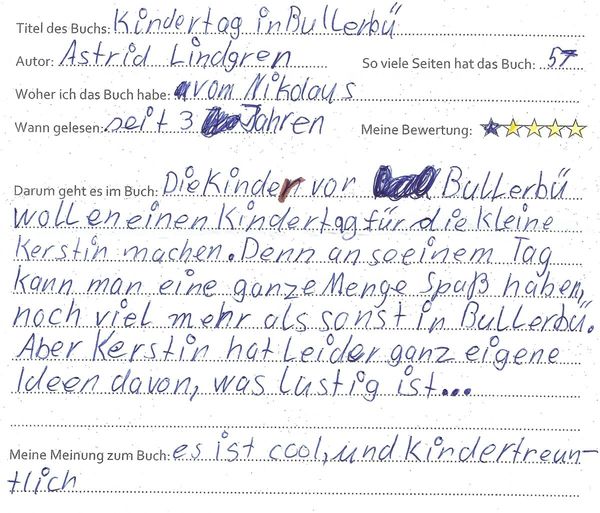 Titel des Buchs: Kindertag in Bullerbü
Autor: Astrid Lindgren So viele Seiten hat das Buch: 57
Woher ich das Buch habe: vom Nikolaus
Wann gelesen: seit 3 Jahren Meine Bewertung:
Darum geht es im Buch: Die Kinder vor Bullerbü
wollen einen Kindertag für die kleine
Kerstin machen. Denn an so einem Tag
kann man eine ganze Menge Spaß haben,
noch viel mehr als sonst in Bullerbü.
Aber Kerstin hat Leider ganz eigene
Ideen davon, was lustig ist...
Meine Meinung zum Buch: es ist cool, und Kindertreun-
tlich